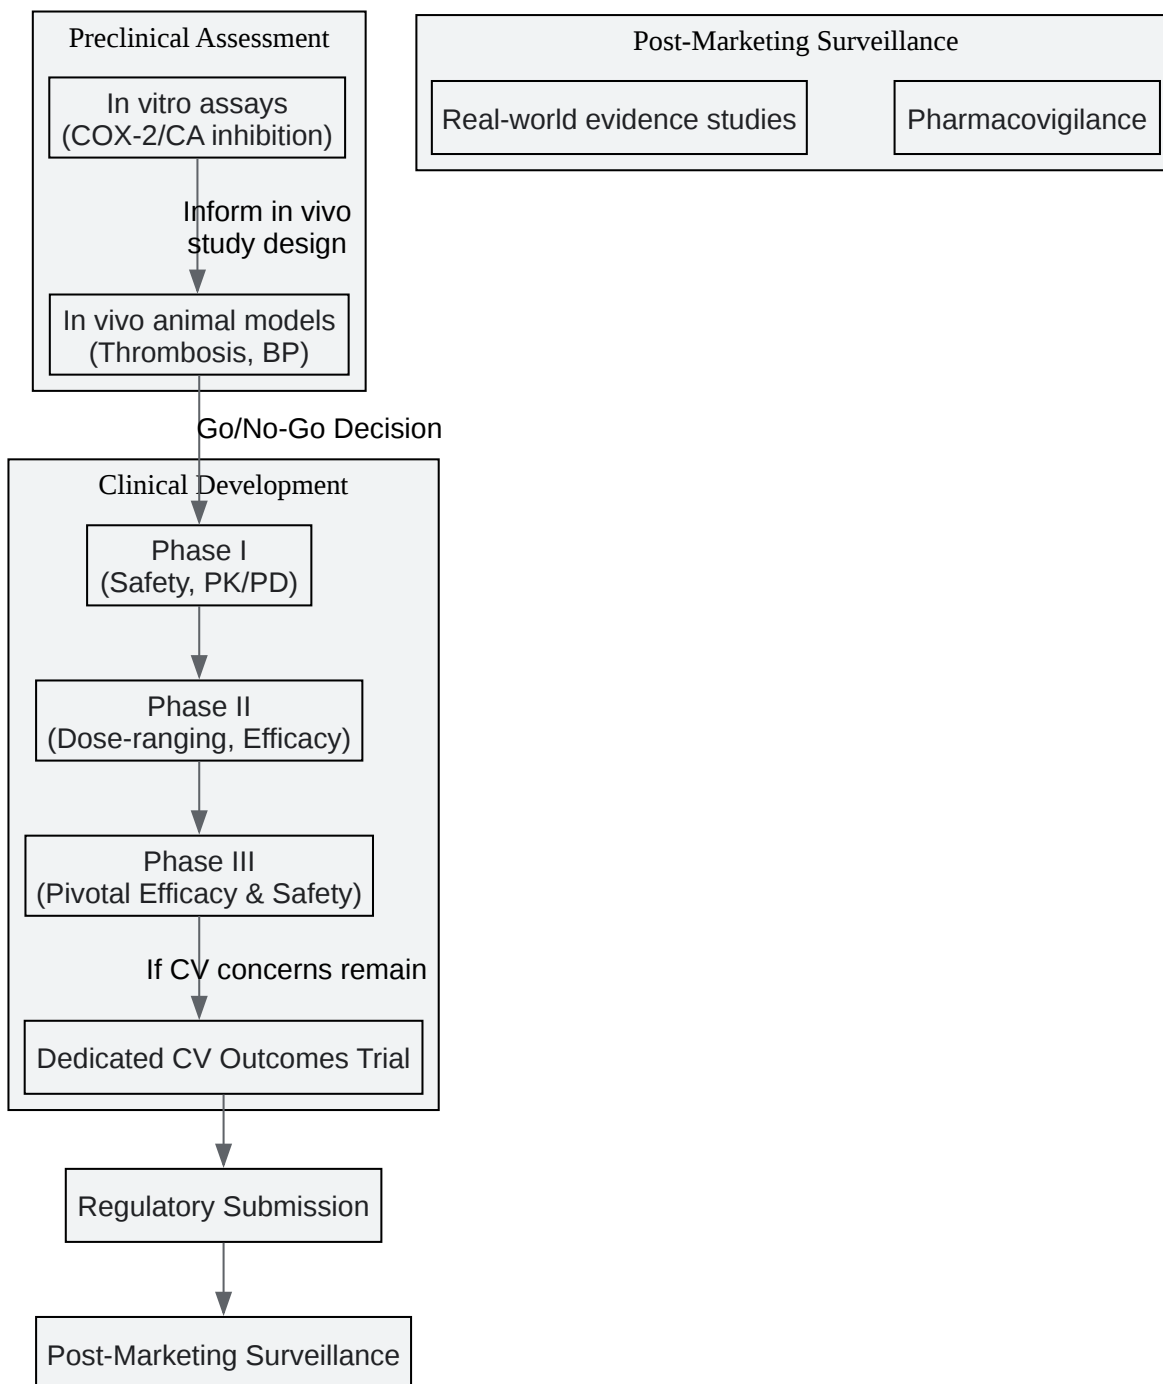 Preclinical Assessment
In vitro assays
(COX-2/CA inhibition)
Inform in vivo
study design
In vivo animal models
(Thrombosis, BP)
Go/No-Go Decision
Clinical Development
Phase I
(Safety, PK/PD)
Phase II
(Dose-ranging, Efficacy)
Phase III
(Pivotal Efficacy & Safety)
If CV concerns remain
Dedicated CV Outcomes Trial
Regulatory Submission
Post-Marketing Surveillance
Post-Marketing Surveillance
Real-world evidence studies
Pharmacovigilance